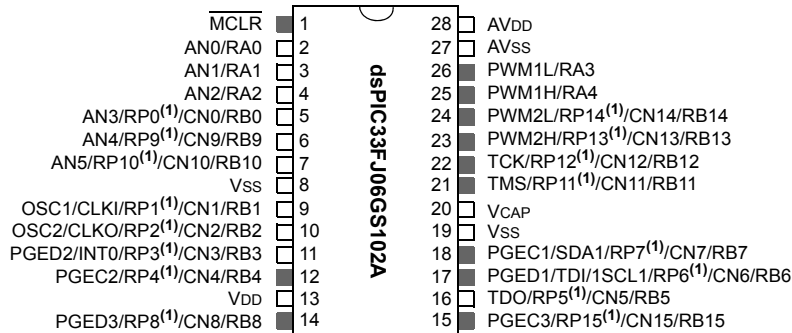 MCLR 1 28 AVDD
AN0/RA0 2 27 AVSS
AN1/RA1 3 26 PWM1L/RA3
AN2/RA2 4 25 PWM1H/RA4
AN3/RP0(1)/CN0/RB0 5 24 PWM2L/RP14(1)/CN14/RB14
AN4/RP9(1)/CN9/RB9 6 23 PWM2H/RP13(1)/CN13/RB13
AN5/RP10(1)/CN10/RB10 7 22 TCK/RP12(1)/CN12/RB12
VSS 8 21 TMS/RP11(1)/CN11/RB11
OSC1/CLKI/RP1(1)/CN1/RB1 9 20 VCAP
OSC2/CLKO/RP2(1)/CN2/RB2 10 19 VSS
PGED2/INT0/RP3(1)/CN3/RB3 11 18 PGEC1/SDA1/RP7(1)/CN7/RB7
PGEC2/RP4(1)/CN4/RB4 12 17 PGED1/TDI/1SCL1/RP6(1)/CN6/RB6
VDD 13 16 TDO/RP5(1)/CN5/RB5
PGED3/RP8(1)/CN8/RB8 14 15 PGEC3/RP15(1)/CN15/RB15
dsPIC33FJ06GS102A